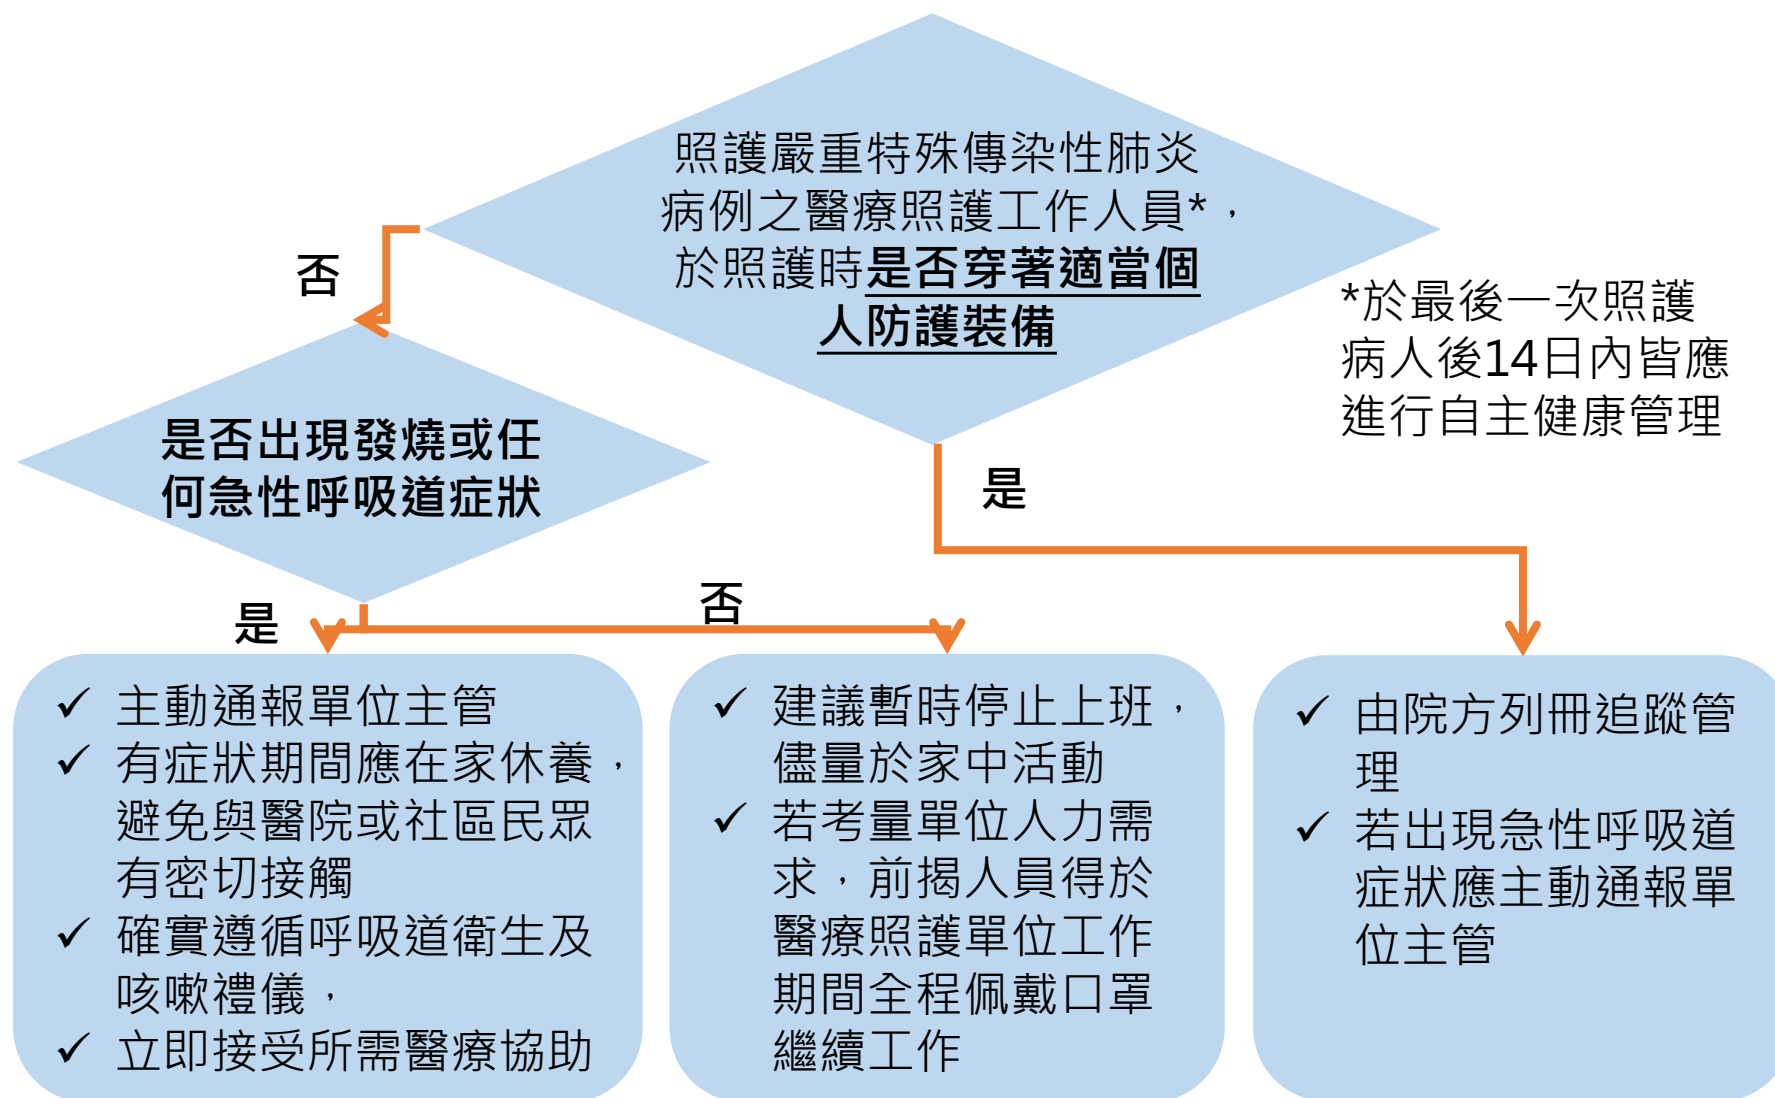 照護嚴重特殊傳染性肺炎
病例之醫療照護工作人員*，
於照護時是否穿著適當個
人防護裝備
否
*於最後一次照護
病人後14日內皆應
進行自主健康管理
是否出現發燒或任
何急性呼吸道症狀
是
是
否
✓ 主動通報單位主管
✓ 有症狀期間應在家休養，
避免與醫院或社區民眾
有密切接觸
✓ 確實遵循呼吸道衛生及
咳嗽禮儀，
✓ 立即接受所需醫療協助
✓ 建議暫時停止上班，
儘量於家中活動
✓ 若考量單位人力需
求，前揭人員得於
醫療照護單位工作
期間全程佩戴口罩
繼續工作
✓ 由院方列冊追蹤管
理
✓ 若出現急性呼吸道
症狀應主動通報單
位主管